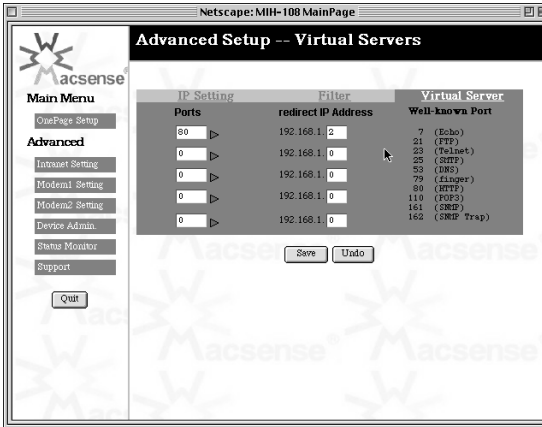 Netscape: MIH-108 MainPage
Macsense
Main Menu
OnePage Setup
Advanced
Intranet Setting
Modem1 Setting
Modem2 Setting
Device Admin.
Status Monitor
Support
Quit
Advanced Setup -- Virtual Servers
IP Setting Filter Virtual Server
Ports redirect IP Address Well-known Port
80 192.168.1. 2
0 192.168.1. 0
0 192.168.1. 0
0 192.168.1. 0
0 192.168.1. 0
7 (Echo)
21 (FTP)
23 (Telnet)
25 (SMTP)
53 (DNS)
79 (finger)
80 (HTTP)
110 (POP3)
161 (SNMP)
162 (SNMP Trap)
Save Undo